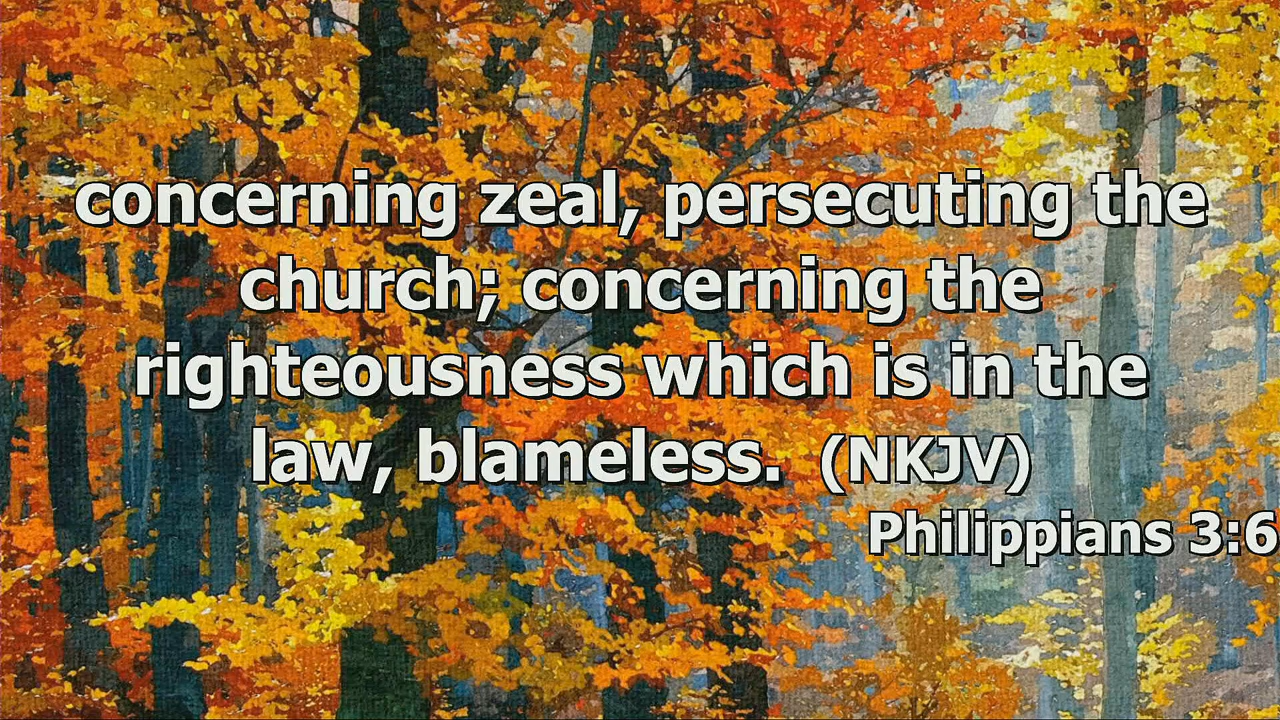 concerning zeal, persecuting the
church; concerning the
righteousness which is in the
law, blameless. (NKJV)
Philippians 3:6